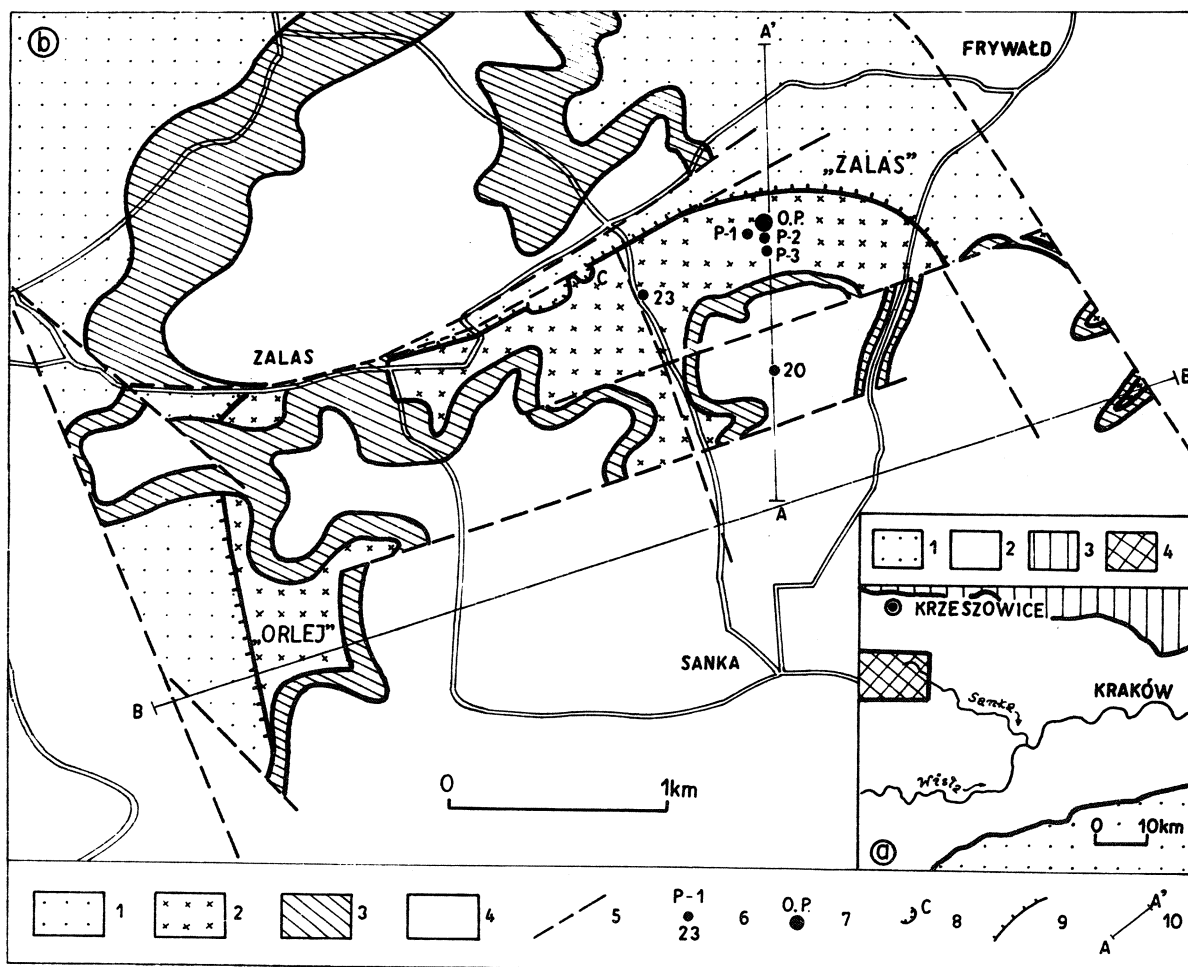 b
A'
FRYWAŁD
„ZALAS”
O.P.
P-1
P-2
P-3
C
23
ZALAS
20
B'
A
1
2
3
4
KRZESZOWICE
„ORLEJ”
SANKA
KRAKÓW
Sanka
B
Wisła
0 1km
0 10km
a
1
2
3
4
5
P-1
23
6
O.P.
7
C
8
9
A'
A
10